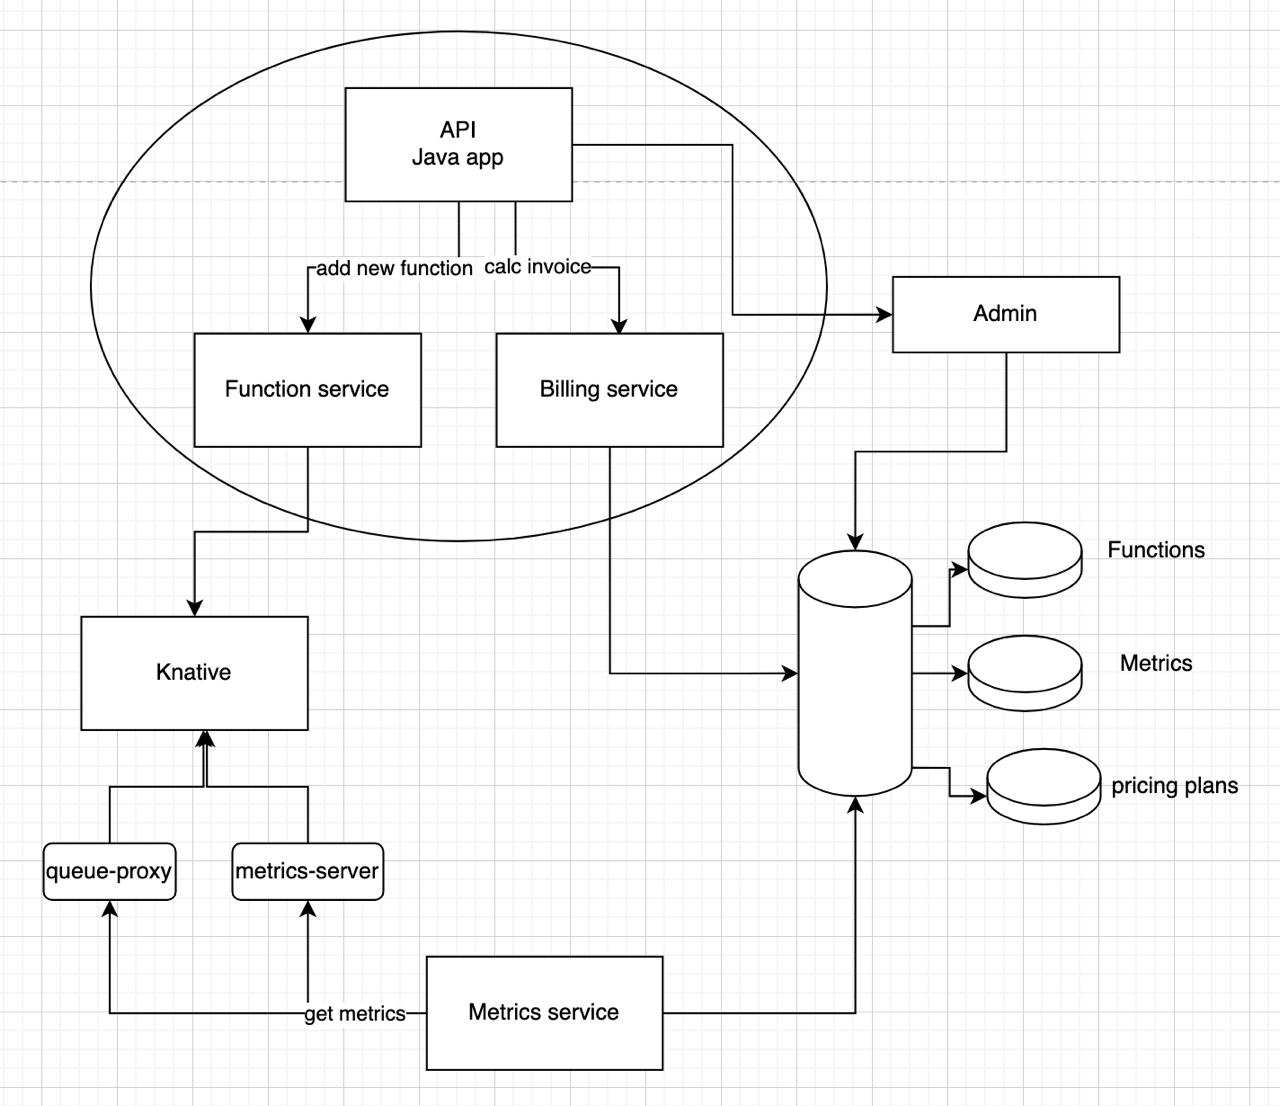 API
Java app
add new function
calc invoice
Admin
Function service
Billing service
Functions
Metrics
Knative
pricing plans
queue-proxy
metrics-server
get metrics
Metrics service